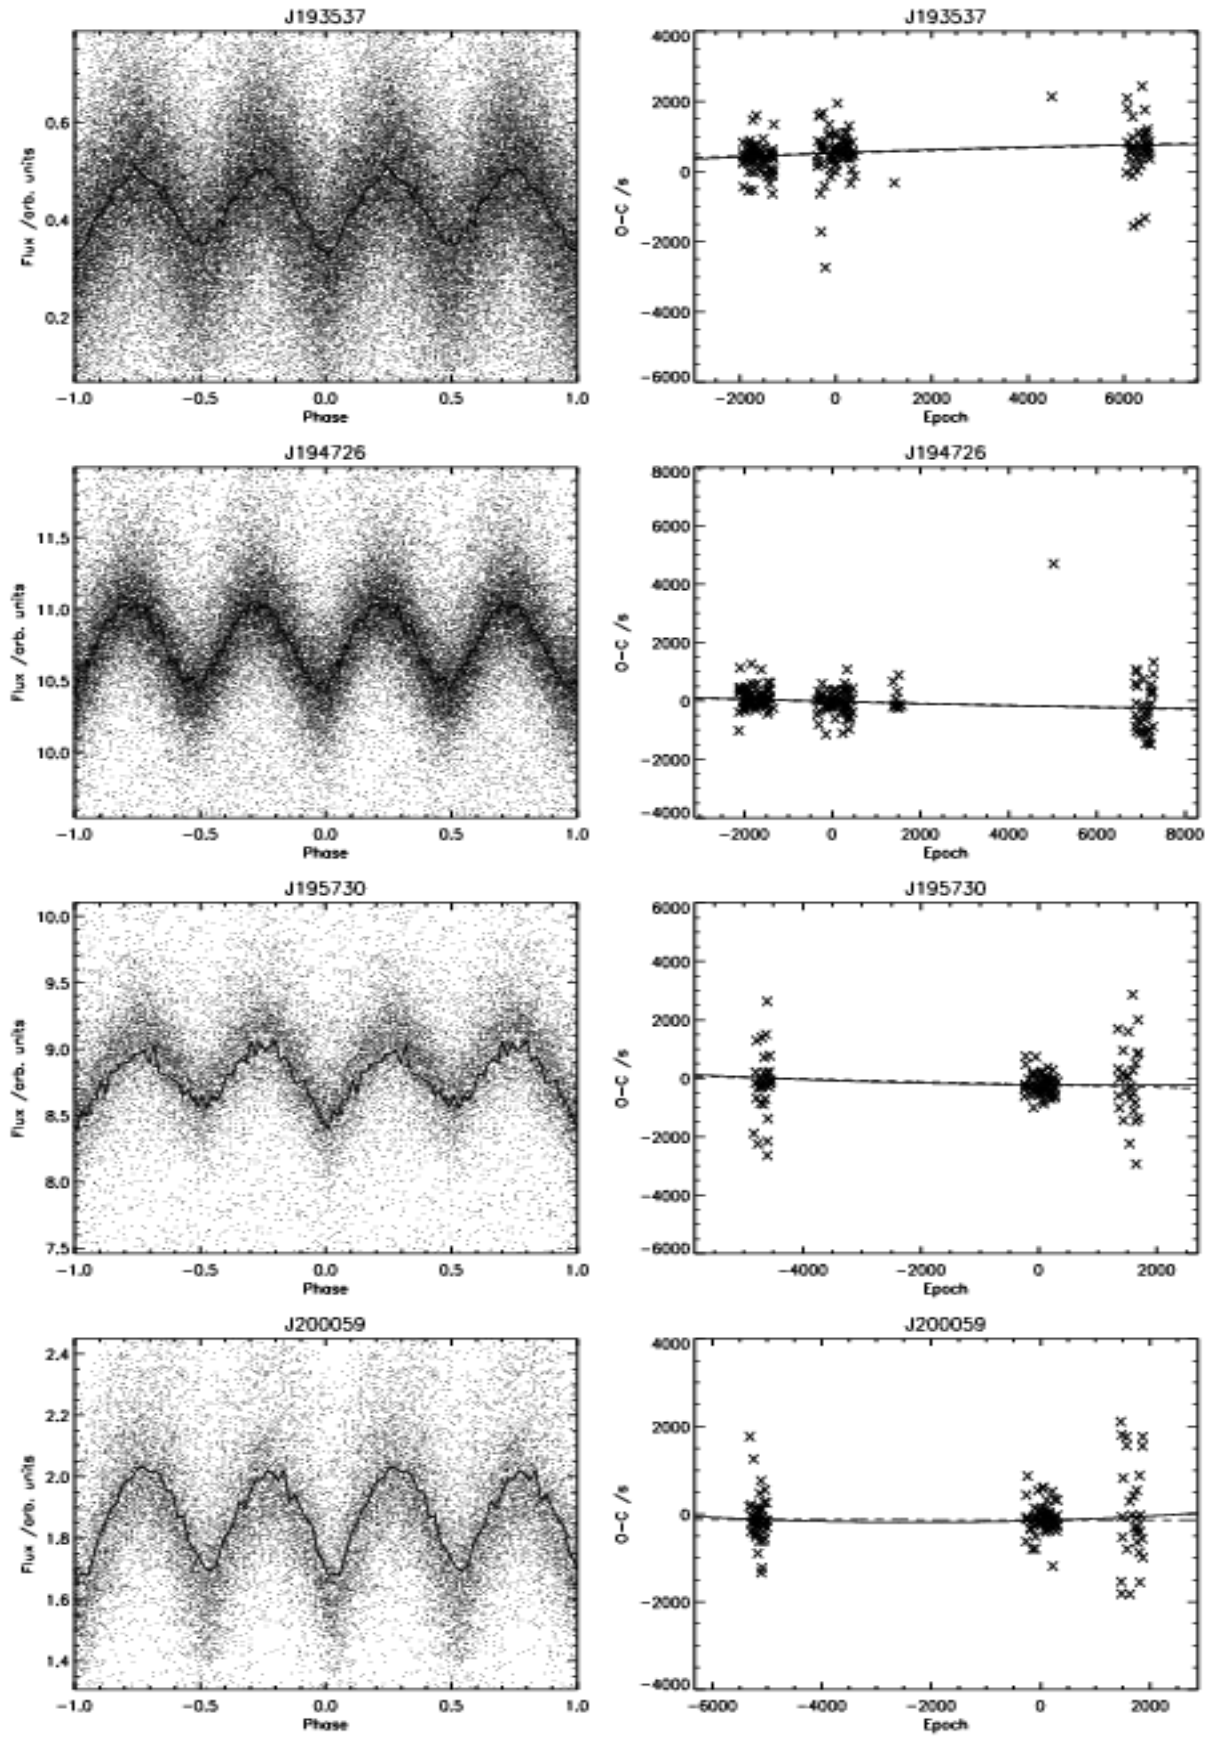 J193537
Flux /arb. units
0.6
0.4
0.2
-1.0 -0.5 0.0 0.5 1.0
Phase
J193537
O-C /s
4000
2000
0
-2000
-4000
-6000
-2000 0 2000 4000 6000
Epoch
J194726
Flux /arb. units
11.5
11.0
10.5
10.0
-1.0 -0.5 0.0 0.5 1.0
Phase
J194726
O-C /s
8000
6000
4000
2000
0
-2000
-4000
-2000 0 2000 4000 6000 8000
Epoch
J195730
Flux /arb. units
10.0
9.5
9.0
8.5
8.0
7.5
-1.0 -0.5 0.0 0.5 1.0
Phase
J195730
O-C /s
6000
4000
2000
0
-2000
-4000
-6000
-4000 -2000 0 2000
Epoch
J200059
Flux /arb. units
2.4
2.2
2.0
1.8
1.6
1.4
-1.0 -0.5 0.0 0.5 1.0
Phase
J200059
O-C /s
4000
2000
0
-2000
-4000
-6000 -4000 -2000 0 2000
Epoch